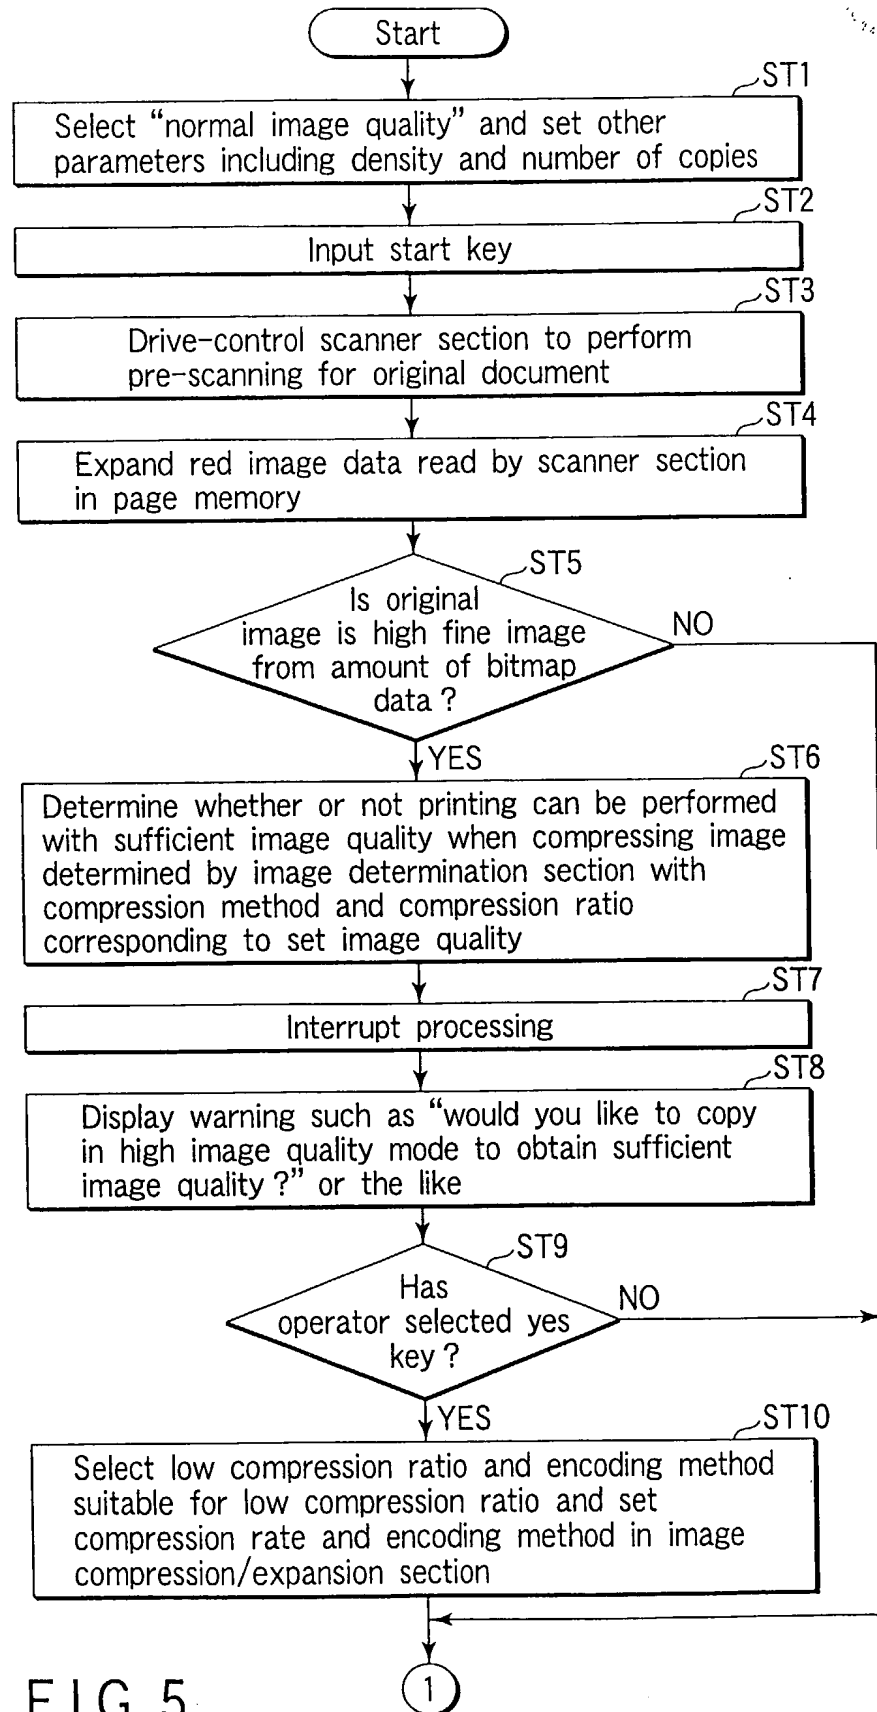 Start
ST1
Select “normal image quality” and set other
parameters including density and number of copies
ST2
Input start key
ST3
Drive-control scanner section to perform
pre-scanning for original document
ST4
Expand red image data read by scanner section
in page memory
ST5
Is original
image is high fine image
from amount of bitmap
data ?
NO
YES
ST6
Determine whether or not printing can be performed
with sufficient image quality when compressing image
determined by image determination section with
compression method and compression ratio
corresponding to set image quality
ST7
Interrupt processing
ST8
Display warning such as “would you like to copy
in high image quality mode to obtain sufficient
image quality ?” or the like
ST9
Has
operator selected yes
key ?
NO
YES
ST10
Select low compression ratio and encoding method
suitable for low compression ratio and set
compression rate and encoding method in image
compression/expansion section
1
FIG. 5